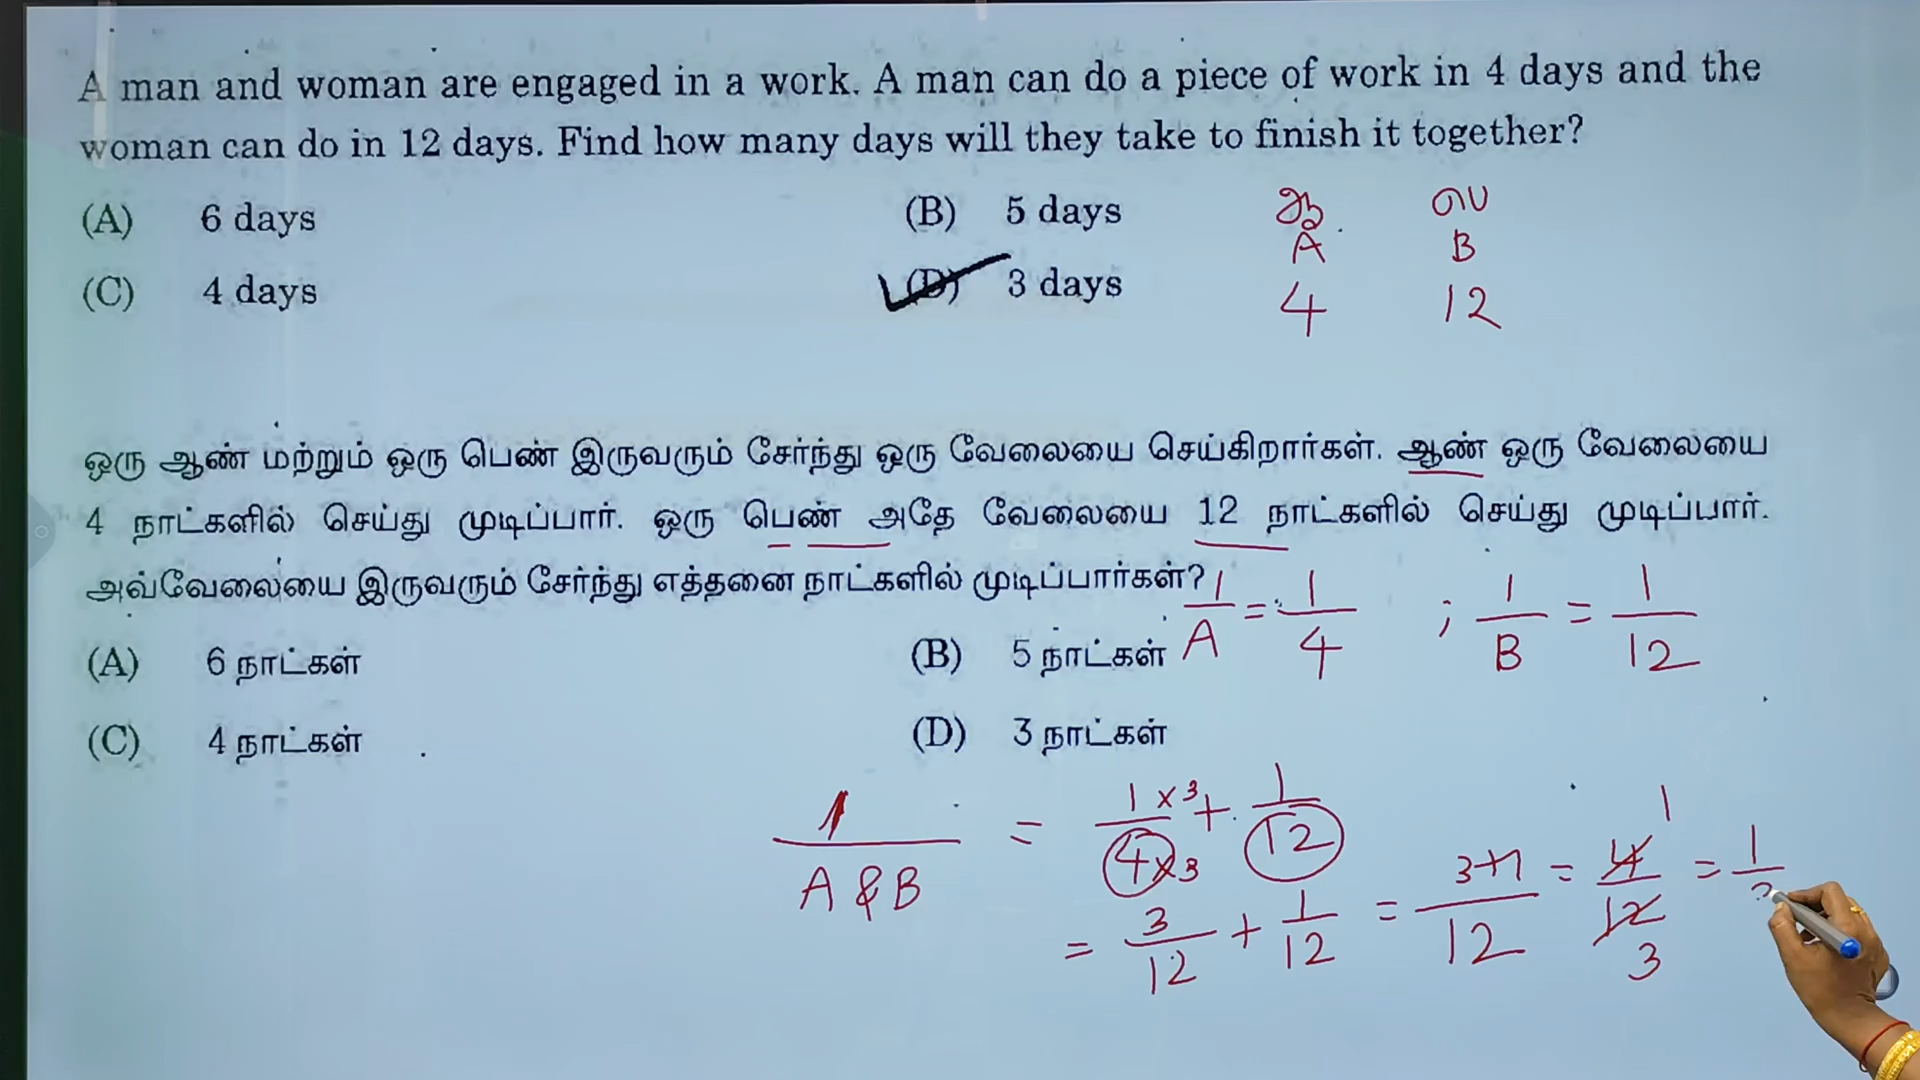 A man and woman are engaged in a work. A man can do a piece of work in 4 days and the
woman can do in 12 days. Find how many days will they take to finish it together?
(A) 6 days (B) 5 days
(C) 4 days (D) 3 days
ஆ பெ
A B
4 12
ஒரு ஆண் மற்றும் ஒரு பெண் இருவரும் சேர்ந்து ஒரு வேலையை செய்கிறார்கள். ஆண் ஒரு வேலையை
4 நாட்களில் செய்து முடிப்பார். ஒரு பெண் அதே வேலையை 12 நாட்களில் செய்து முடிப்பார்.
அவ்வேலையை இருவரும் சேர்ந்து எத்தனை நாட்களில் முடிப்பார்கள்?
1/A = 1/4 ; 1/B = 1/12
(A) 6 நாட்கள் (B) 5 நாட்கள்
(C) 4 நாட்கள் (D) 3 நாட்கள்
1/A & B = 1×3/4×3 + 1/12
= 3/12 + 1/12 = 3+1/12 = 4/12 = 1/3
1
3